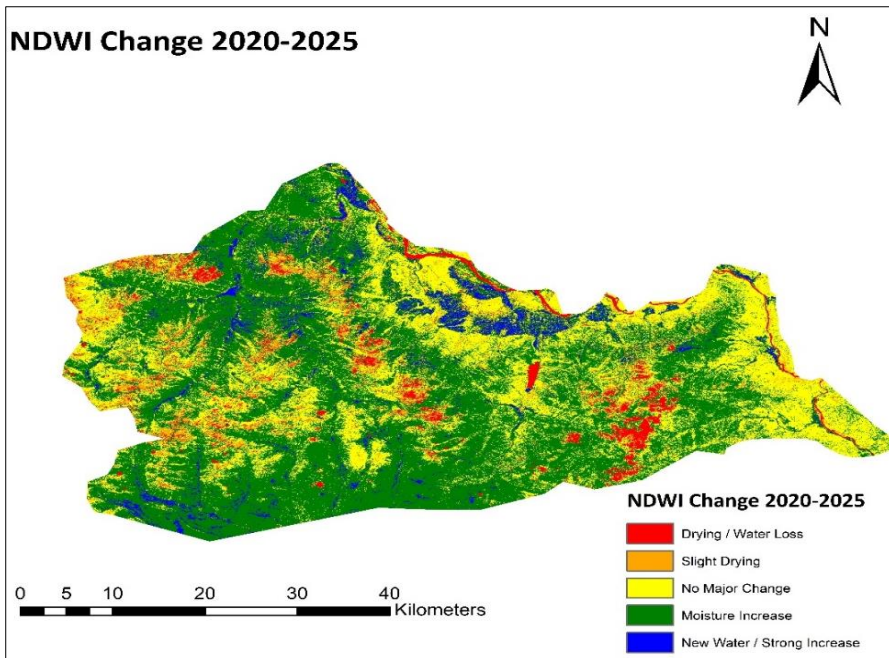 NDWI Change 2020-2025
N
NDWI Change 2020-2025
Drying / Water Loss
Slight Drying
No Major Change
Moisture Increase
New Water / Strong Increase
0 5 10 20 30 40
Kilometers